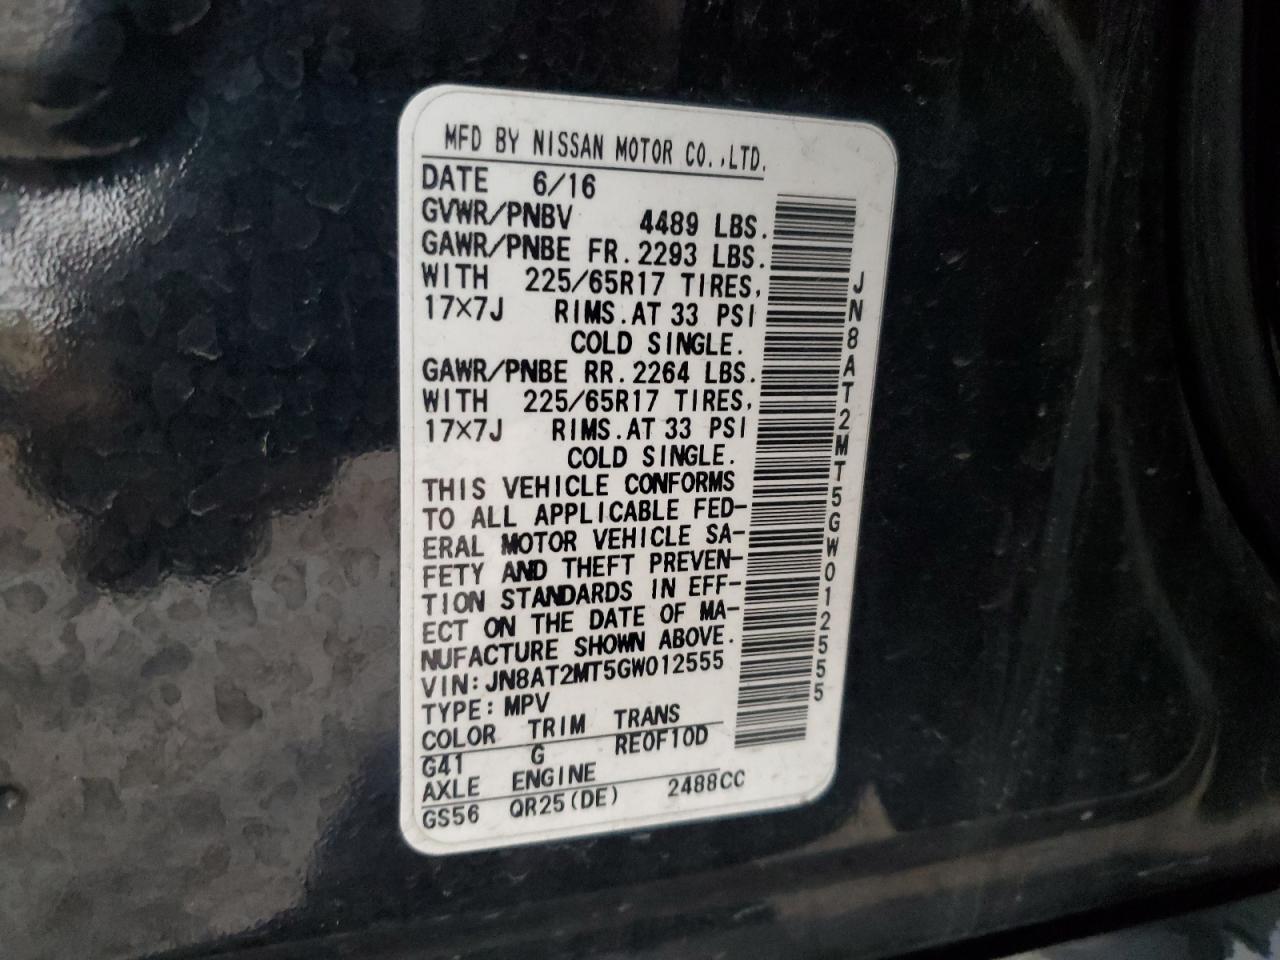 MFD BY NISSAN MOTOR CO.,LTD.
DATE 6/16
GVWR/PNBV 4489 LBS.
GAWR/PNBE FR.2293 LBS.
WITH 225/65R17 TIRES,
17X7J RIMS.AT 33 PSI
COLD SINGLE.
GAWR/PNBE RR.2264 LBS.
WITH 225/65R17 TIRES,
17X7J RIMS.AT 33 PSI
COLD SINGLE.
THIS VEHICLE CONFORMS
TO ALL APPLICABLE FED-
ERAL MOTOR VEHICLE SA-
FETY AND THEFT PREVEN-
TION STANDARDS IN EFF-
ECT ON THE DATE OF MA-
NUFACTURE SHOWN ABOVE.
VIN:JN8AT2MT5GW012555
TYPE:MPV
COLOR TRIM TRANS
G41 G RE0F10D
AXLE ENGINE
GS56 QR25(DE) 2488CC
JN8AT2MT5GW012555